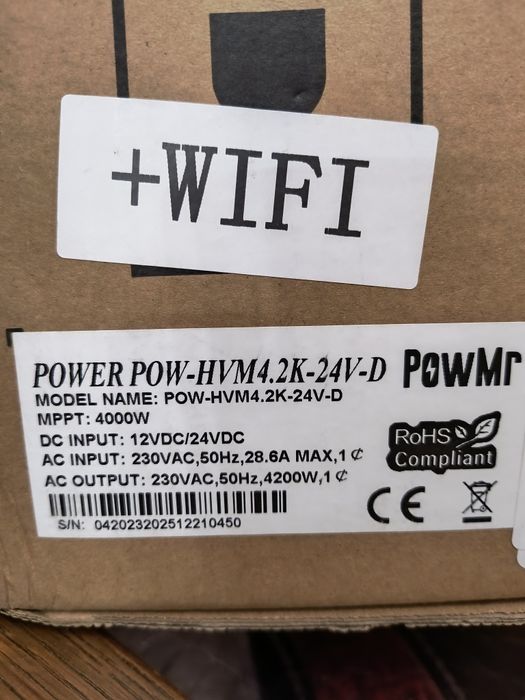 +WIFI
POWER POW-HVM4.2K-24V-D PowMr
MODEL NAME: POW-HVM4.2K-24V-D
MPPT: 4000W
DC INPUT: 12VDC/24VDC
AC INPUT: 230VAC,50Hz,28.6A MAX,1 ₵
AC OUTPUT: 230VAC,50Hz,4200W,1 ₵
S/N: 042023202512210450
RoHS
Compliant
CE